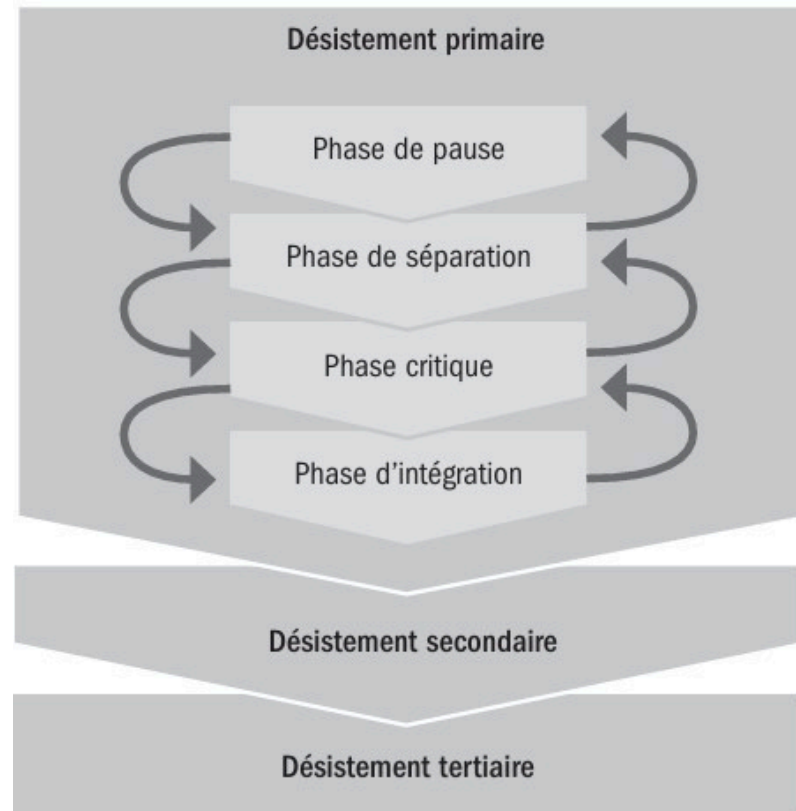 Désistement primaire
Phase de pause
Phase de séparation
Phase critique
Phase d'intégration
Désistement secondaire
Désistement tertiaire